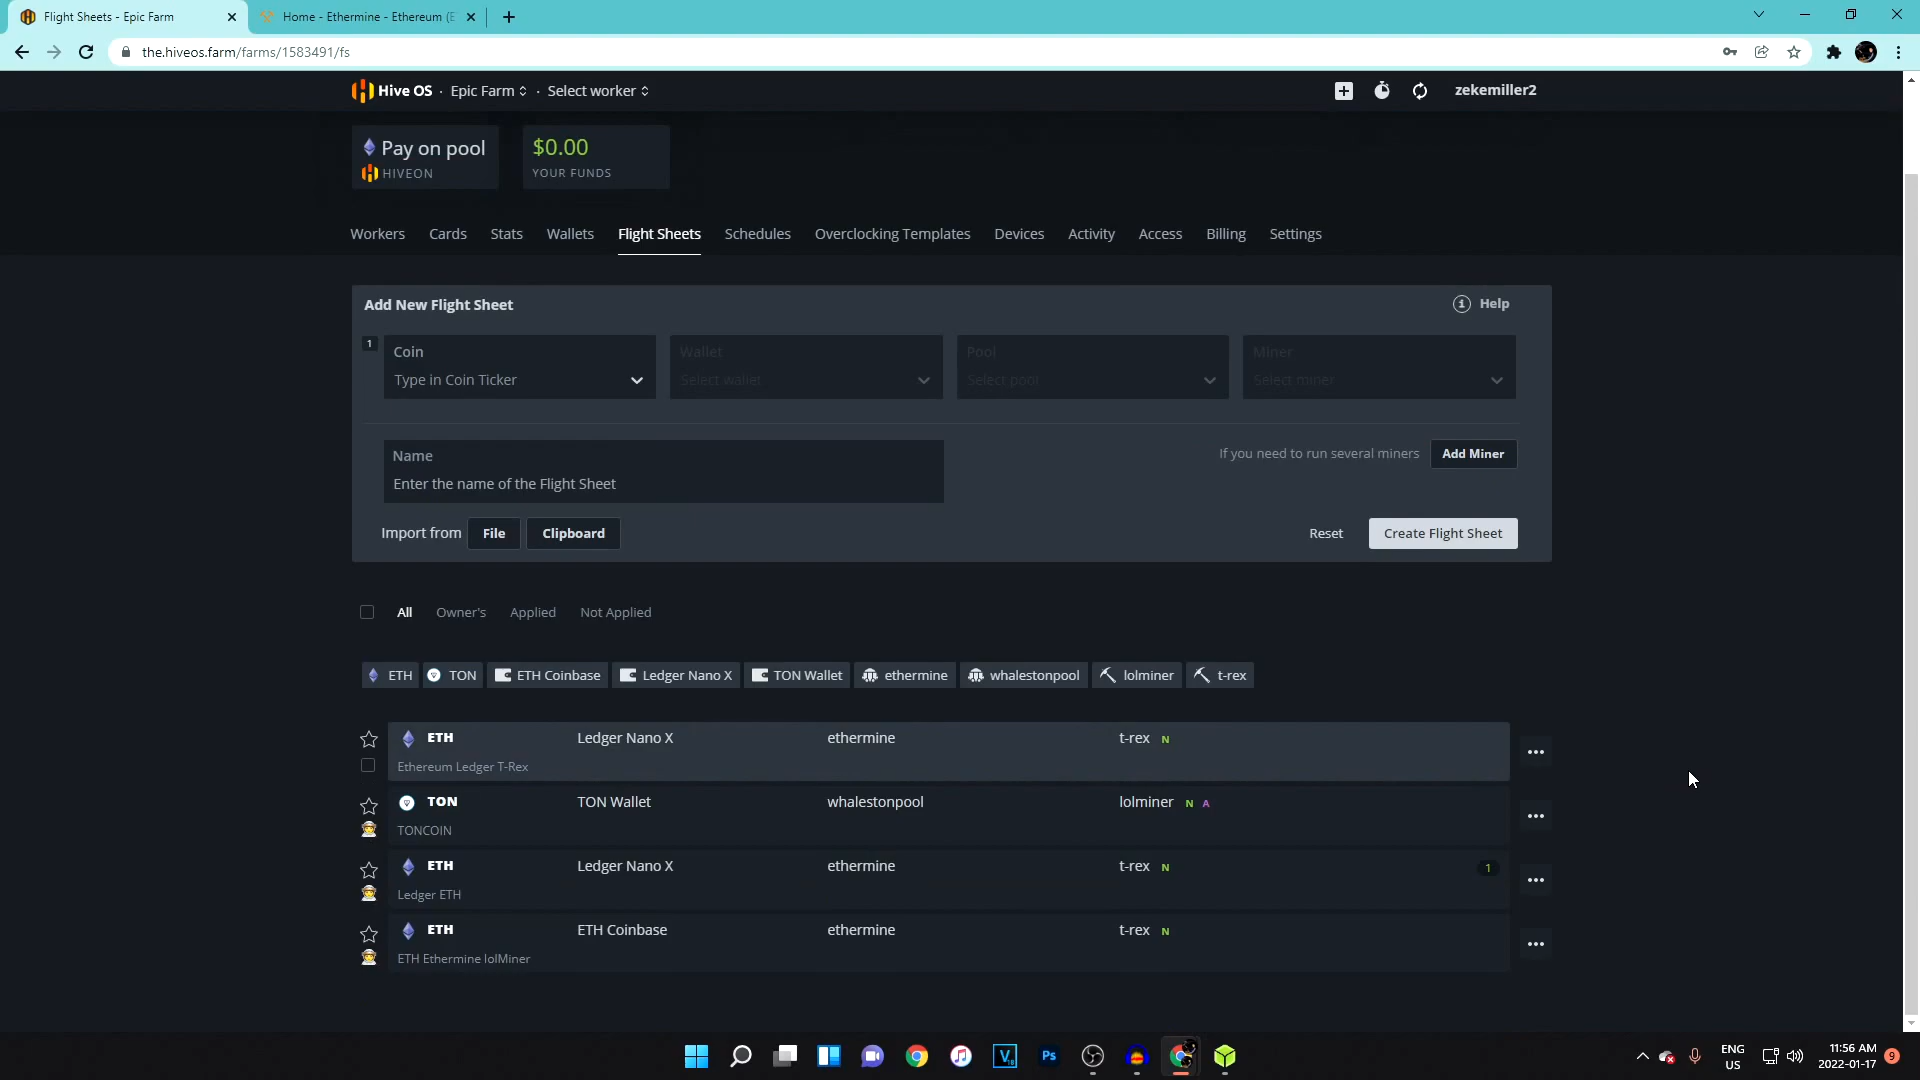 Flight Sheets - Epic Farm
Home - Ethermine - Ethereum (E
the.hiveos.farm/farms/1583491/fs
Hive OS · Epic Farm · Select worker
zekemiller2
Pay on pool
HIVEON
$0.00
YOUR FUNDS
Workers Cards Stats Wallets Flight Sheets Schedules Overclocking Templates Devices Activity Access Billing Settings
Add New Flight Sheet
Help
1
Coin
Type in Coin Ticker
Wallet
Select wallet
Pool
Select pool
Miner
Select miner
Name
Enter the name of the Flight Sheet
If you need to run several miners Add Miner
Import from File Clipboard
Reset Create Flight Sheet
All Owner's Applied Not Applied
ETH TON ETH Coinbase Ledger Nano X TON Wallet ethermine whalestonpool lolminer t-rex
ETH Ledger Nano X ethermine t-rex N
Ethereum Ledger T-Rex
TON TON Wallet whalestonpool lolminer N A
TONCOIN
ETH Ledger Nano X ethermine t-rex N 1
Ledger ETH
ETH ETH Coinbase ethermine t-rex N
ETH Ethermine lolMiner
Ps
ENG
US
11:56 AM
2022-01-17
9